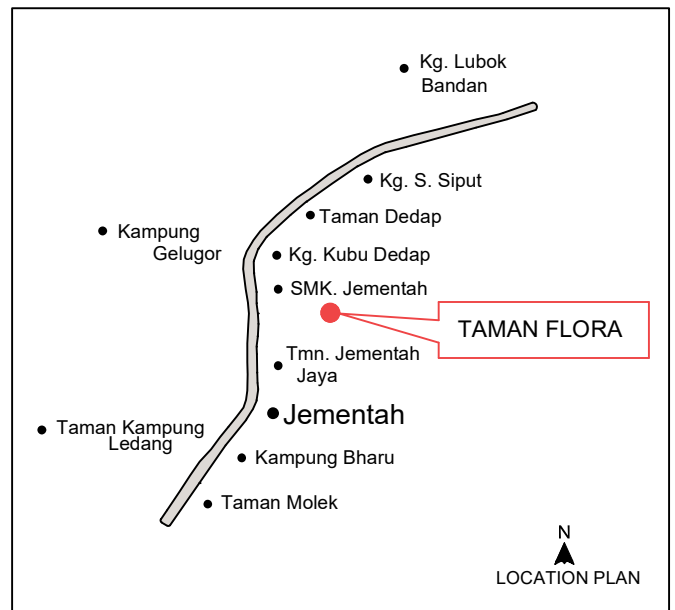 Kg. Lubok
Bandan
Kg. S. Siput
Taman Dedap
Kampung
Gelugor
Kg. Kubu Dedap
SMK. Jementah
TAMAN FLORA
Tmn. Jementah
Jaya
Jementah
Taman Kampung
Ledang
Kampung Bharu
Taman Molek
N
LOCATION PLAN